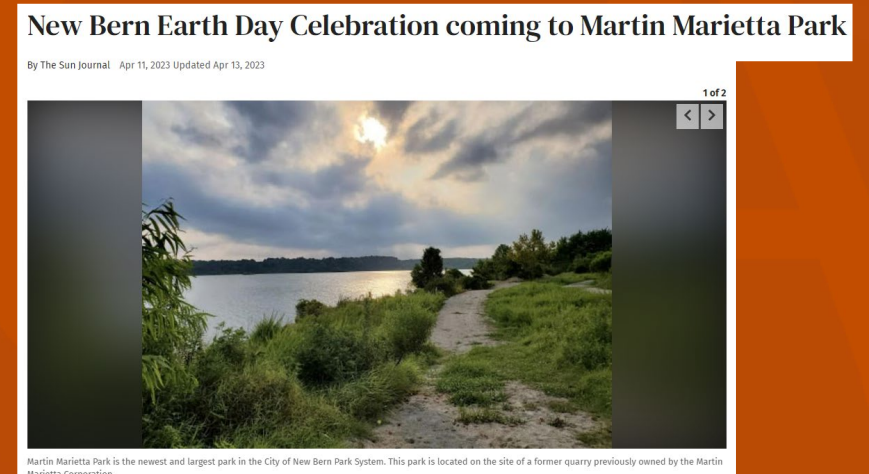 New Bern Earth Day Celebration coming to Martin Marietta Park
By The Sun Journal Apr 11, 2023 Updated Apr 13, 2023
1 of 2
Martin Marietta Park is the newest and largest park in the City of New Bern Park System. This park is located on the site of a former quarry previously owned by the Martin
Marietta Corporation